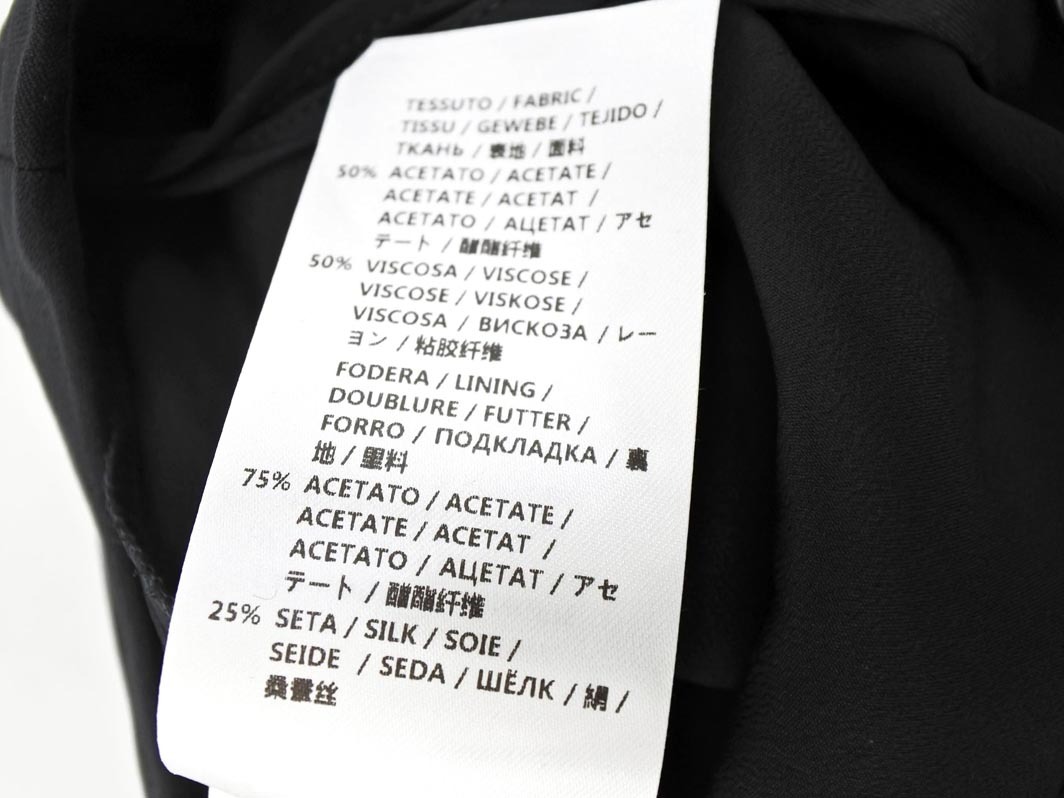 TESSUTO / FABRIC /
TISSU / GEWEBE / TEJIDO /
ТКАНЬ / 表地 / 面料
50% ACETATO / ACETATE /
ACETATE / ACETAT /
ACETATO / АЦЕТАТ / アセ
テート / 醋酯纤维
50% VISCOSA / VISCOSE /
VISCOSE / VISKOSE /
VISCOSA / ВИСКОЗА / レー
ヨン / 粘胶纤维
FODERA / LINING /
DOUBLURE / FUTTER /
FORRO / ПОДКЛАДКА / 裏
地 / 里料
75% ACETATO / ACETATE /
ACETATE / ACETAT /
ACETATO / АЦЕТАТ / アセ
テート / 醋酯纤维
25% SETA / SILK / SOIE /
SEIDE / SEDA / ШЁЛК / 絹 /
桑蚕丝